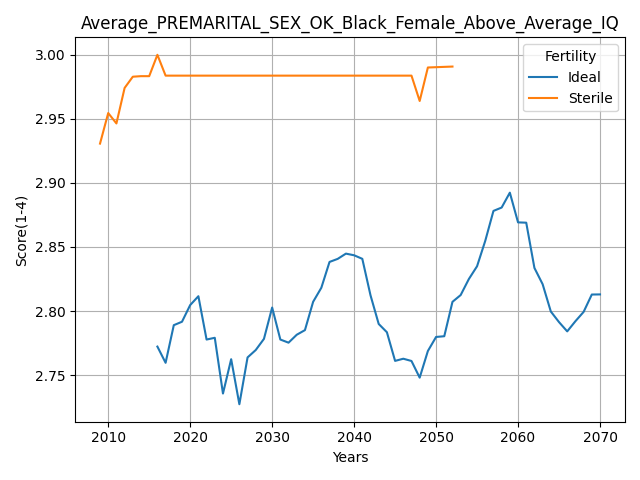 Average_PREMARITAL_SEX_OK_Black_Female_Above_Average_IQ
3.00
2.95
2.90
2.85
2.80
2.75
Score(1-4)
Fertility
Ideal
Sterile
2010 2020 2030 2040 2050 2060 2070
Years